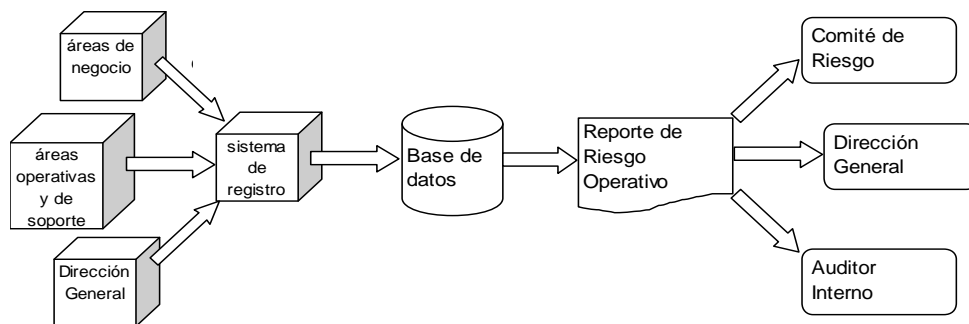 áreas de
negocio
áreas
operativas
y de
soporte
Dirección
General
sistema
de
registro
Base de
datos
Reporte de
Riesgo
Operativo
Comité de
Riesgo
Dirección
General
Auditor
Interno